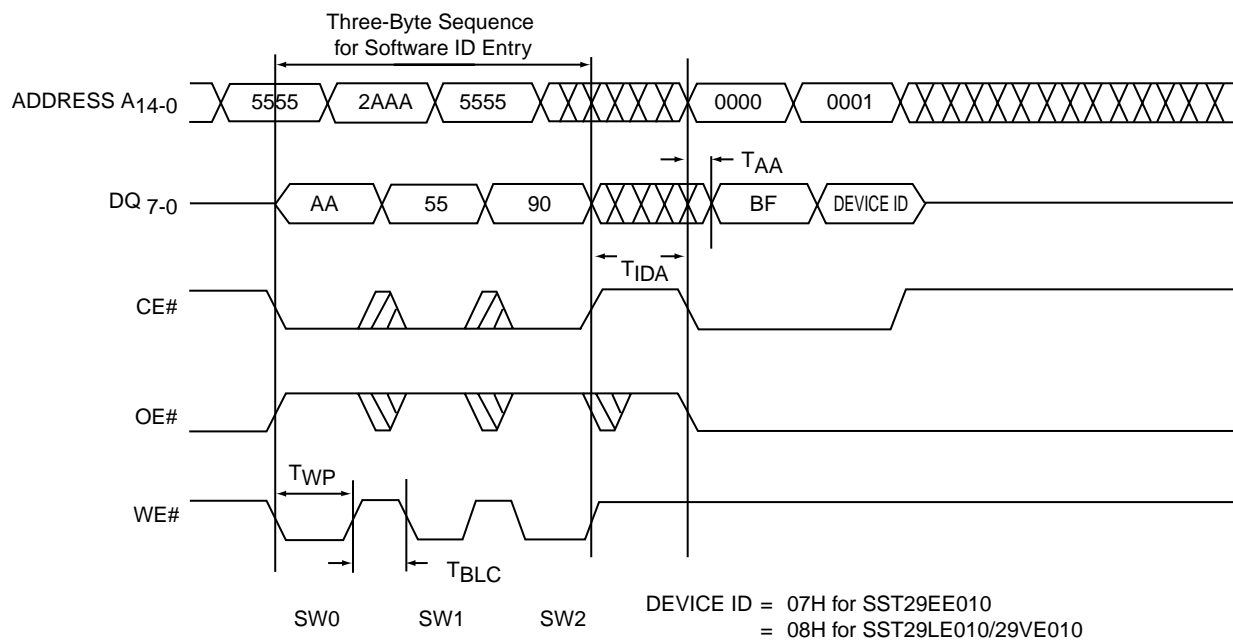 Three-Byte Sequence
for Software ID Entry
ADDRESS A14-0
5555 2AAA 5555 0000 0001
TAA
DQ 7-0
AA 55 90 BF DEVICE ID
TIDA
CE#
OE#
TWP
WE#
TBLC
SW0 SW1 SW2
DEVICE ID = 07H for SST29EE010
= 08H for SST29LE010/29VE010